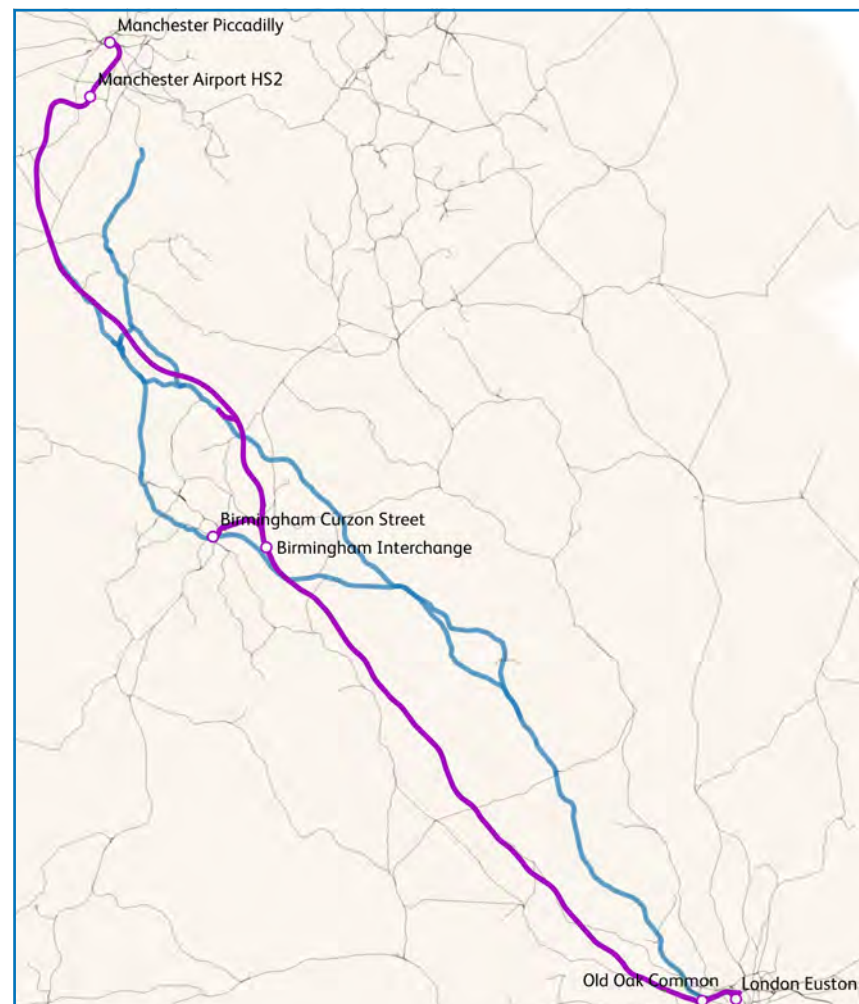 Manchester Piccadilly
Manchester Airport HS2
Birmingham Curzon Street
Birmingham Interchange
Old Oak Common
London Euston